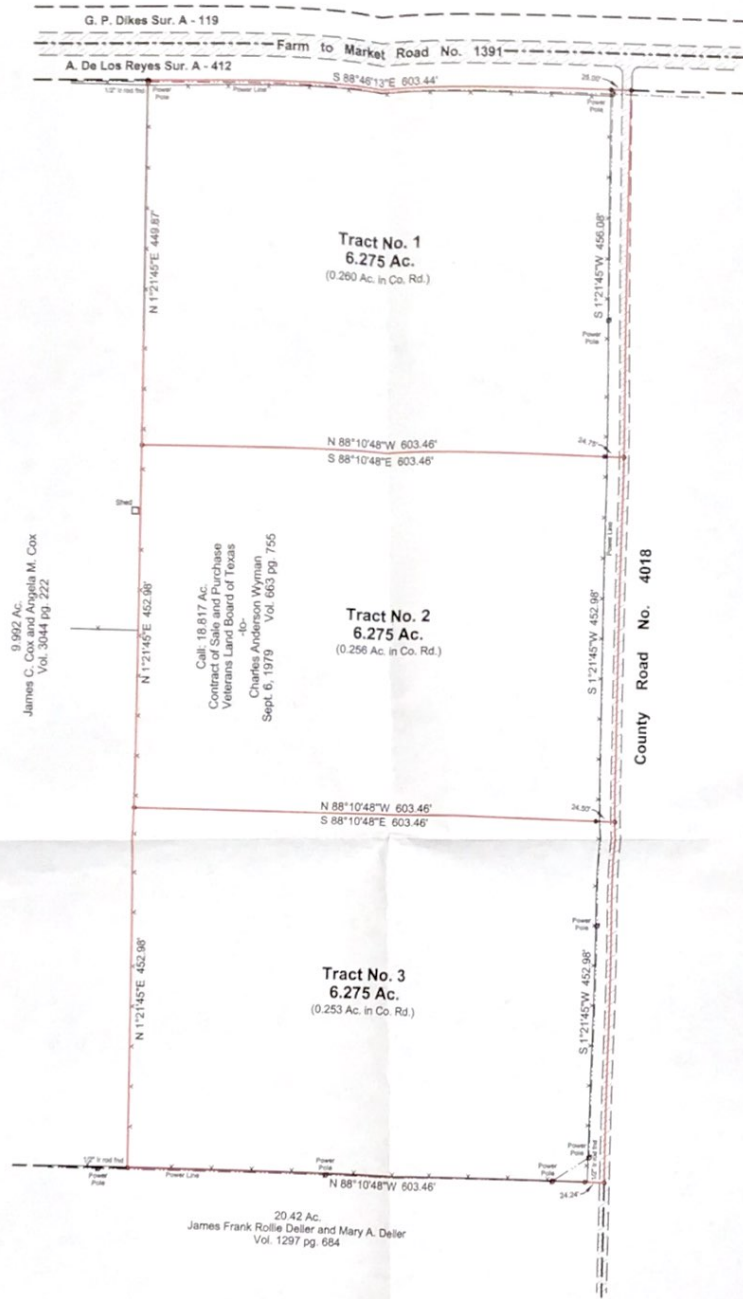 G. P. Dikes Sur. A - 119
Farm to Market Road No. 1391
A. De Los Reyes Sur. A - 412
S 88°46'13"E 603.44'
25.00'
1/2" ir rod fnd
Power
Pole
Power Line
Power
Pole
N 1°21'45"E 449.87'
Tract No. 1
6.275 Ac.
(0.260 Ac. in Co. Rd.)
S 1°21'45"W 456.08'
Power
Pole
N 88°10'48"W 603.46'
S 88°10'48"E 603.46'
24.75'
Shed
Power Line
9.992 Ac.
James C. Cox and Angela M. Cox
Vol. 3044 pg. 222
N 1°21'45"E 452.98'
Call: 18.817 Ac.
Contract of Sale and Purchase
Veterans Land Board of Texas
-to-
Charles Anderson Wyman
Sept. 6, 1979 Vol. 663 pg. 755
Tract No. 2
6.275 Ac.
(0.256 Ac. in Co. Rd.)
S 1°21'45"W 452.98'
County Road No. 4018
N 88°10'48"W 603.46'
S 88°10'48"E 603.46'
24.50'
Power
Pole
N 1°21'45"E 452.98'
Tract No. 3
6.275 Ac.
(0.253 Ac. in Co. Rd.)
S 1°21'45"W 452.98'
Power
Pole
1/2" ir rod fnd
1/2" ir rod fnd
Power
Pole
Power Line
Power
Pole
Power
Pole
N 88°10'48"W 603.46'
24.24'
20.42 Ac.
James Frank Rollie Deller and Mary A. Deller
Vol. 1297 pg. 684